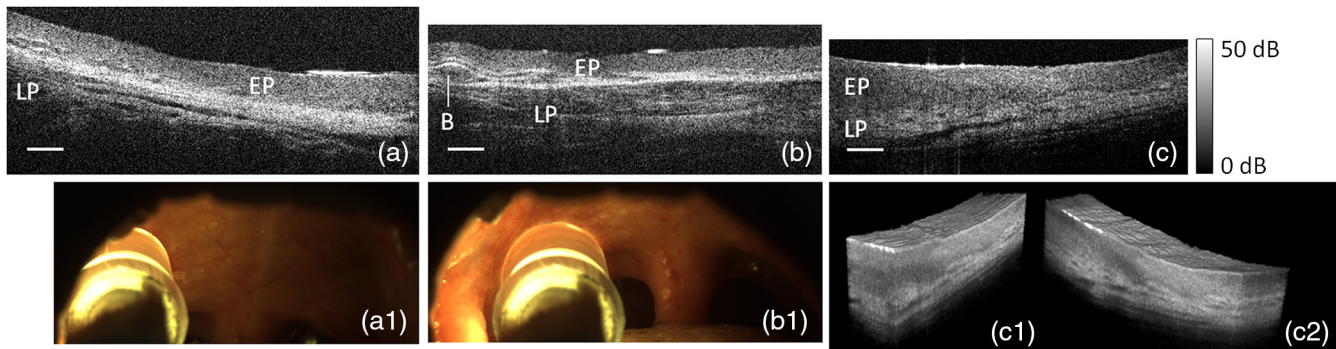 LP
EP
(a)
B
EP
LP
(b)
EP
LP
(c)
50 dB
0 dB
(a1)
(b1)
(c1)
(c2)